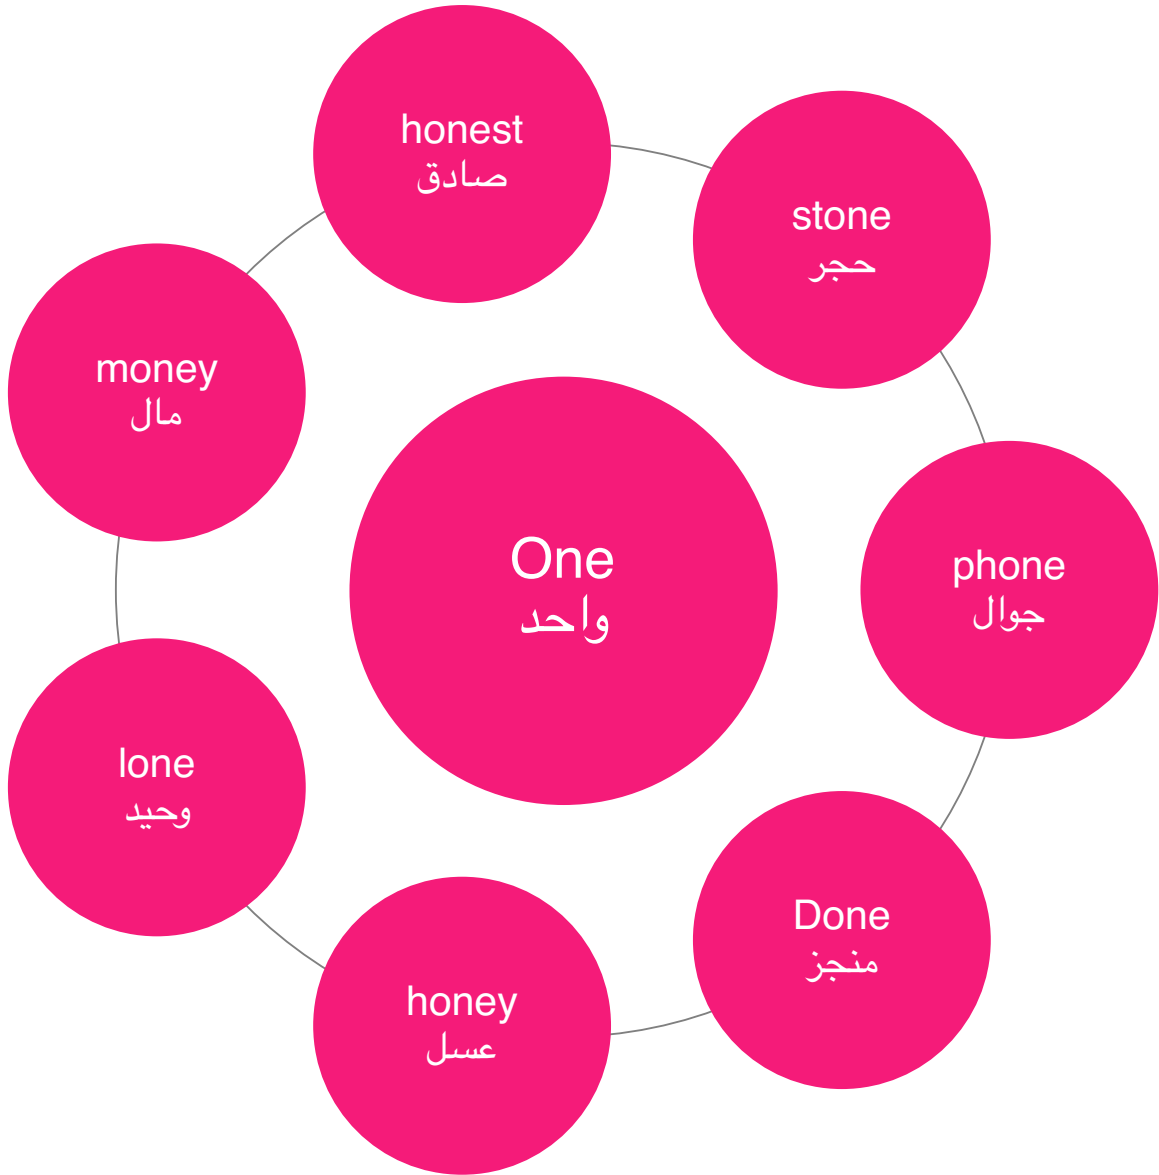 honest
صادق
stone
حجر
money
مال
One
واحد
phone
جوال
lone
وحيد
Done
منجز
honey
عسل